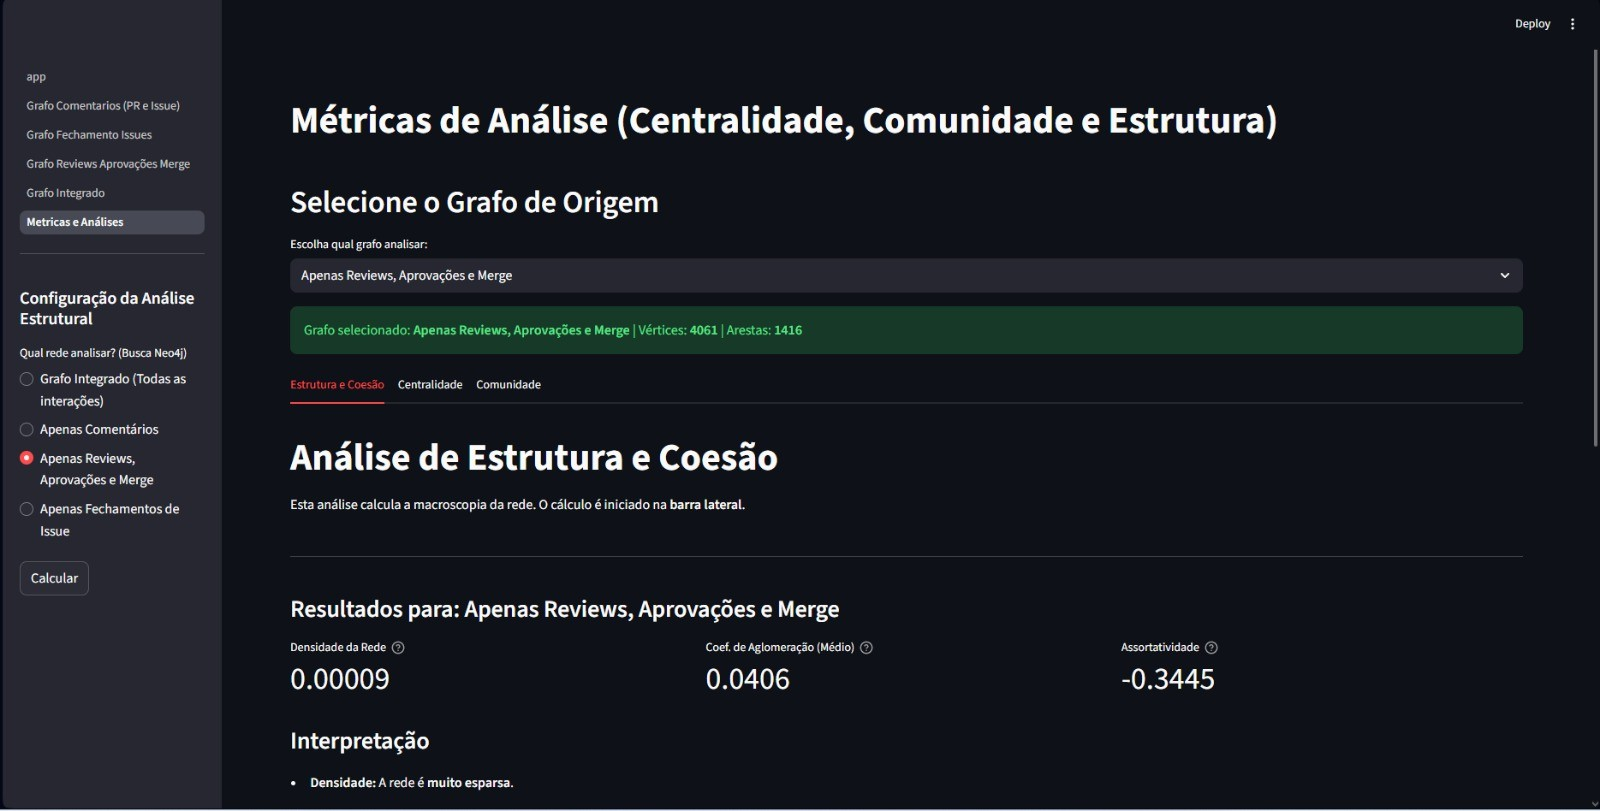 Deploy
app
Grafo Comentarios (PR e Issue)
Grafo Fechamento Issues
Grafo Reviews Aprovações Merge
Grafo Integrado
Metricas e Análises
Configuração da Análise
Estrutural
Qual rede analisar? (Busca Neo4j)
Grafo Integrado (Todas as
interações)
Apenas Comentários
Apenas Reviews,
Aprovações e Merge
Apenas Fechamentos de
Issue
Calcular
Métricas de Análise (Centralidade, Comunidade e Estrutura)
Selecione o Grafo de Origem
Escolha qual grafo analisar:
Apenas Reviews, Aprovações e Merge
Grafo selecionado: Apenas Reviews, Aprovações e Merge | Vértices: 4061 | Arestas: 1416
Estrutura e Coesão Centralidade Comunidade
Análise de Estrutura e Coesão
Esta análise calcula a macroscopia da rede. O cálculo é iniciado na barra lateral.
Resultados para: Apenas Reviews, Aprovações e Merge
Densidade da Rede Coef. de Aglomeração (Médio) Assortatividade
0.00009 0.0406 -0.3445
Interpretação
• Densidade: A rede é muito esparsa.